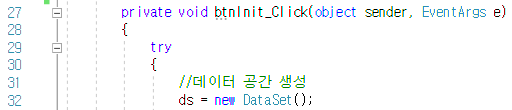 27 private void btnInit_Click(object sender, EventArgs e)
28 {
29 try
30 {
31 //데이터 공간 생성
32 ds = new DataSet();